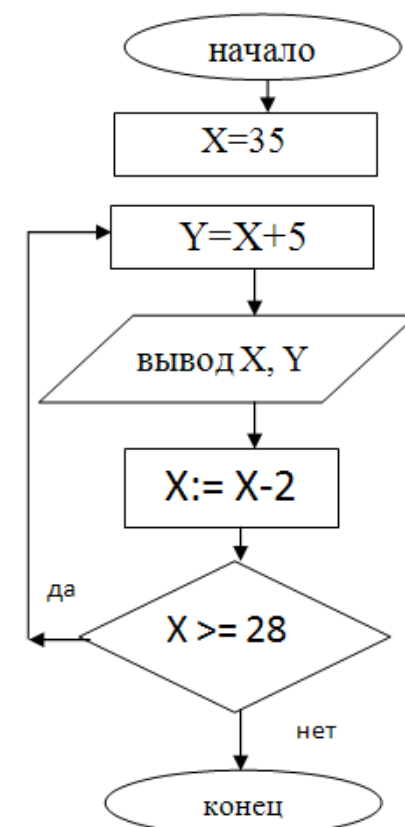 начало
X=35
Y=X+5
вывод X, Y
X:= X-2
да
X >= 28
нет
конец